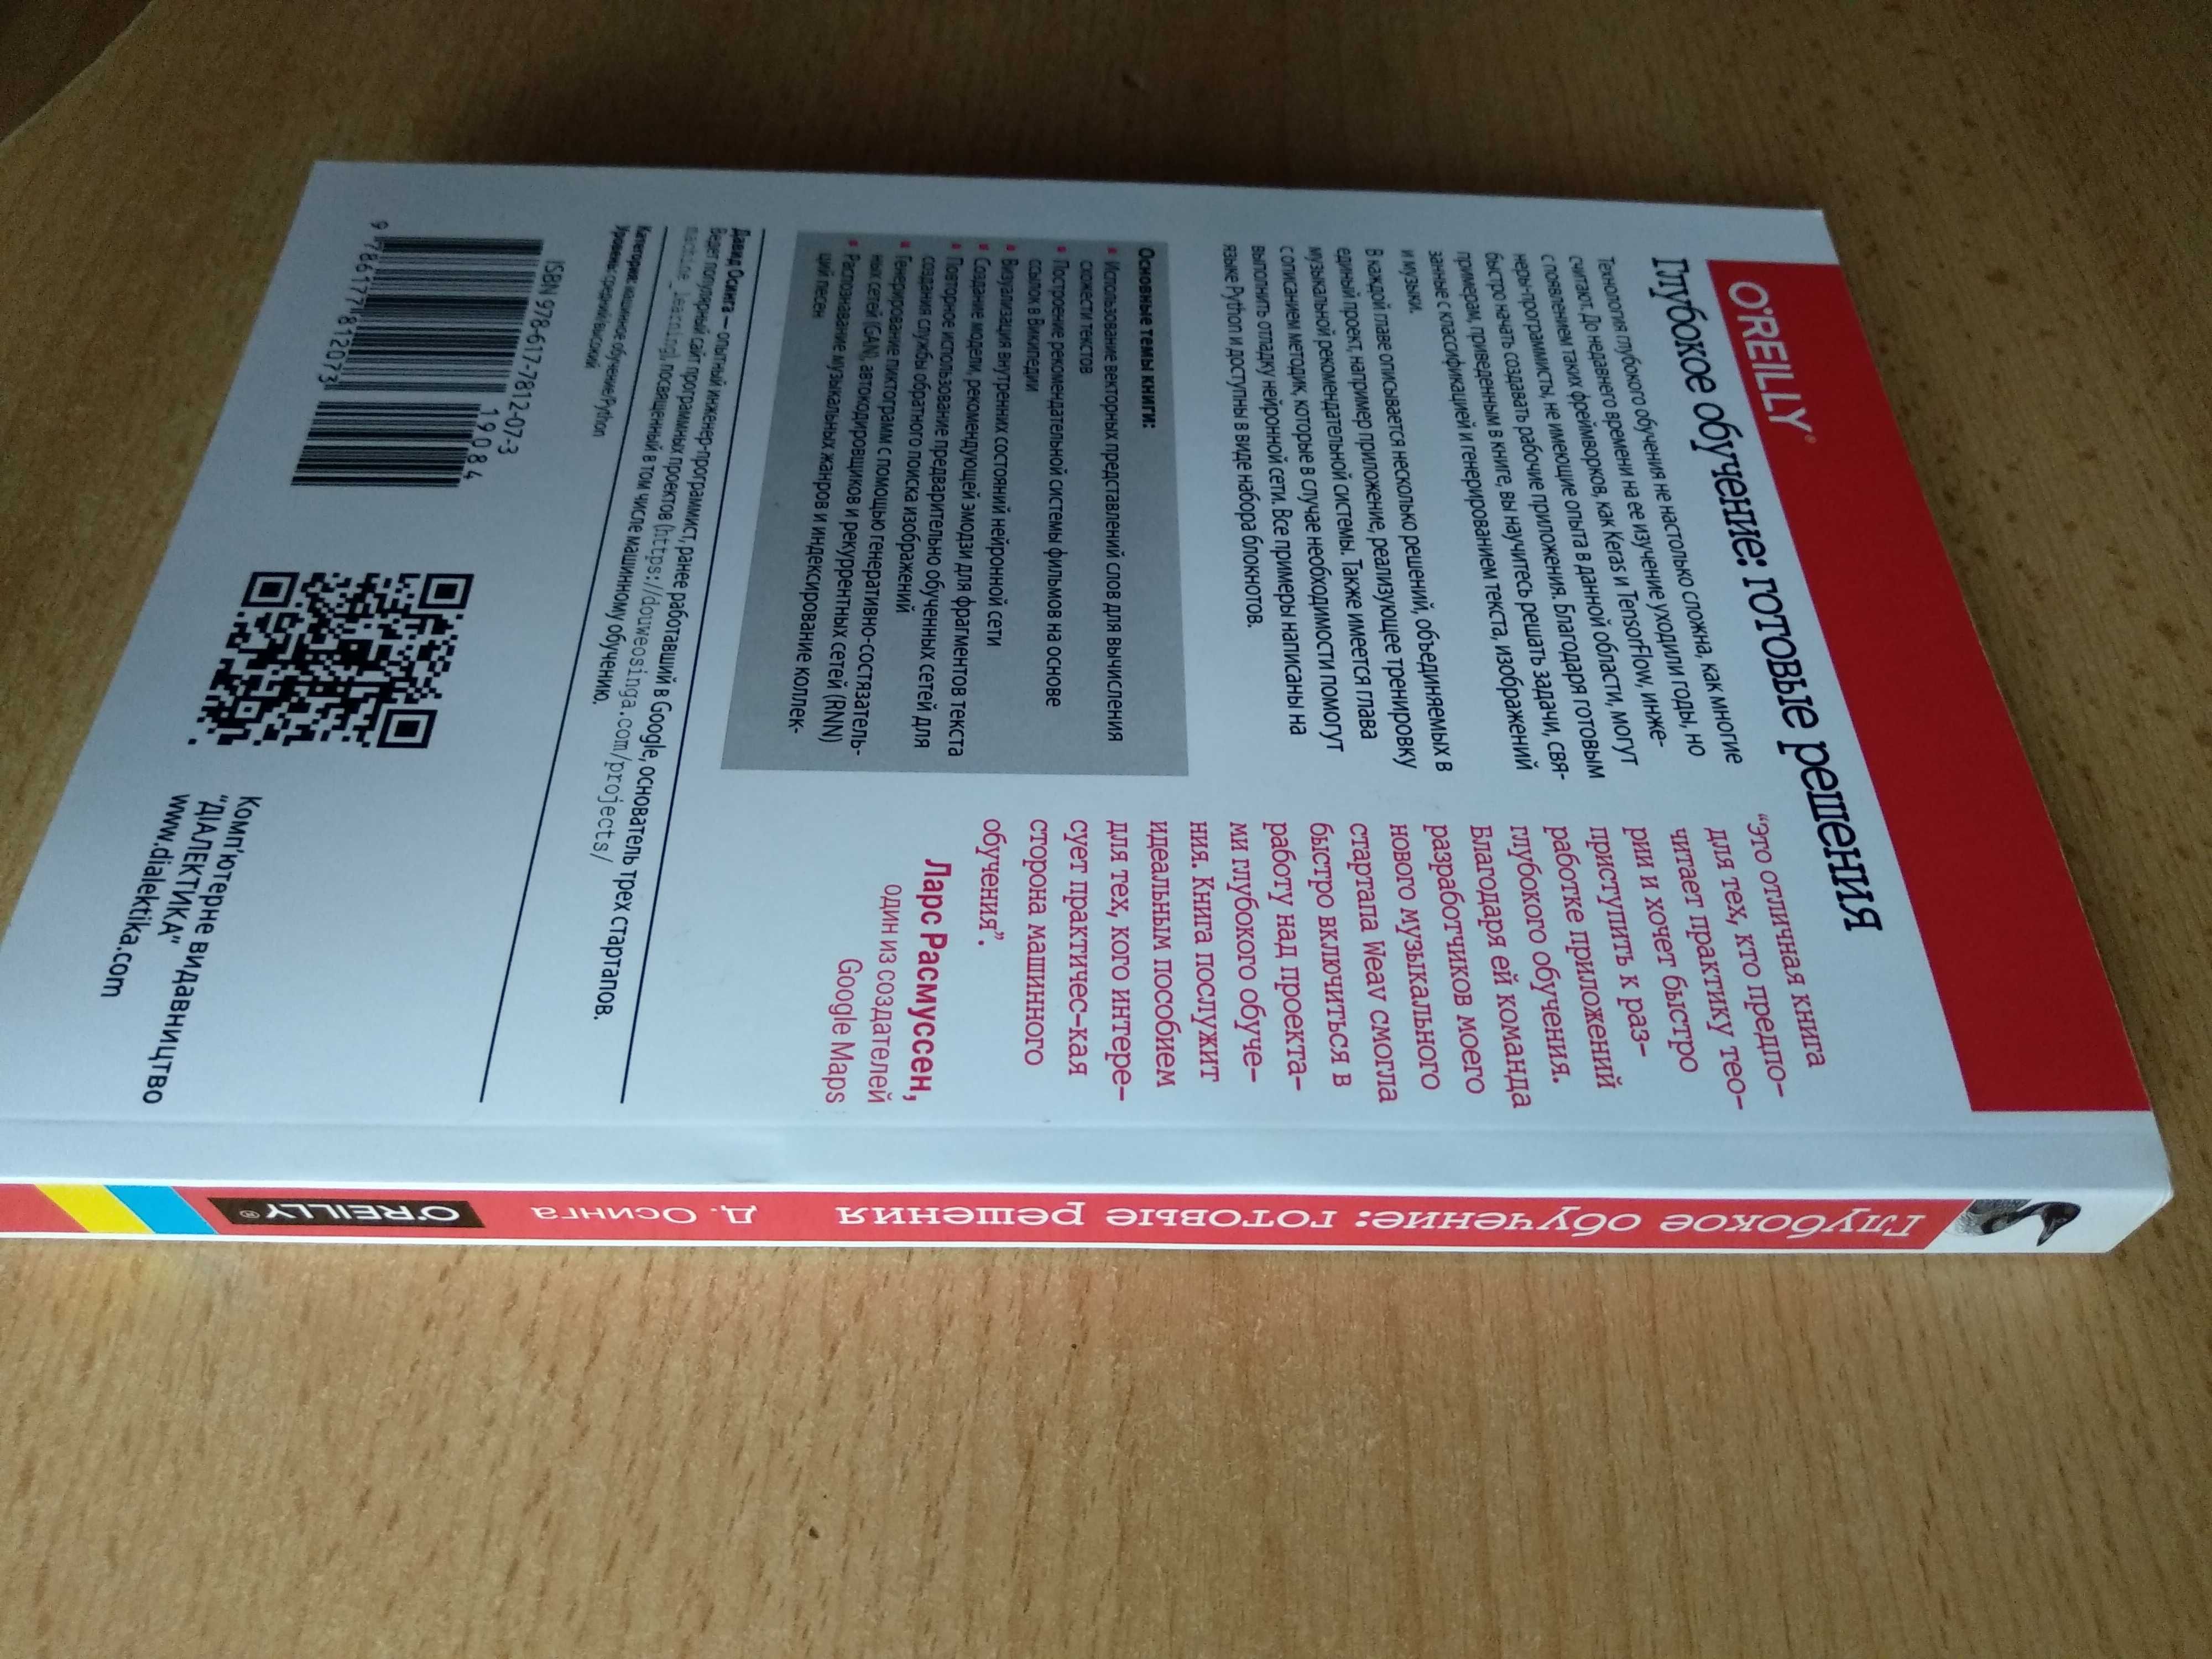 O'REILLY®
Глубокое обучение: готовые решения
Технология глубокого обучения не настолько сложна, как многие
считают. До недавнего времени на ее изучение уходили годы, но
с появлением таких фреймворков, как Keras и TensorFlow, инже-
неры-программисты, не имеющие опыта в данной области, могут
быстро начать создавать рабочие приложения. Благодаря готовым
примерам, приведенным в книге, вы научитесь решать задачи, свя-
занные с классификацией и генерированием текста, изображений
и музыки.
В каждой главе описывается несколько решений, объединяемых в
единый проект, например приложение, реализующее тренировку
музыкальной рекомендательной системы. Также имеется глава
с описанием методик, которые в случае необходимости помогут
выполнить отладку нейронной сети. Все примеры написаны на
языке Python и доступны в виде набора блокнотов.
Основные темы книги:
▪ Использование векторных представлений слов для вычисления
схожести текстов
▪ Построение рекомендательной системы фильмов на основе
ссылок в Википедии
▪ Визуализация внутренних состояний нейронной сети
▪ Создание модели, рекомендующей эмодзи для фрагментов текста
▪ Повторное использование предварительно обученных сетей для
создания службы обратного поиска изображений
▪ Генерирование пиктограмм с помощью генеративно-состязатель-
ных сетей (GAN), автокодировщиков и рекуррентных сетей (RNN)
▪ Распознавание музыкальных жанров и индексирование коллек-
ций песен
“Это отличная книга
для тех, кто предпо-
читает практику тео-
рии и хочет быстро
приступить к раз-
работке приложений
глубокого обучения.
Благодаря ей команда
разработчиков моего
нового музыкального
стартапа Weav смогла
быстро включиться в
работу над проекта-
ми глубокого обуче-
ния. Книга послужит
идеальным пособием
для тех, кого интере-
сует практичес-кая
сторона машинного
обучения”.
Ларс Расмуссен,
один из создателей
Google Maps
Давид Осинга — опытный инженер-программист, ранее работавший в Google, основатель трех стартапов.
Ведет популярный сайт программных проектов (https://douweosinga.com/projects/
machine_learning), посвященный в том числе машинному обучению.
Категория: машинное обучение/Python
Уровень: средний/высокий
ISBN 978-617-7812-07-3
19084
9 786177 812073
Комп'ютерне видавництво
“ДІАЛЕКТИКА”
www.dialektika.com
Глубокое обучение: готовые решения
Д. Осинга
O'REILLY®